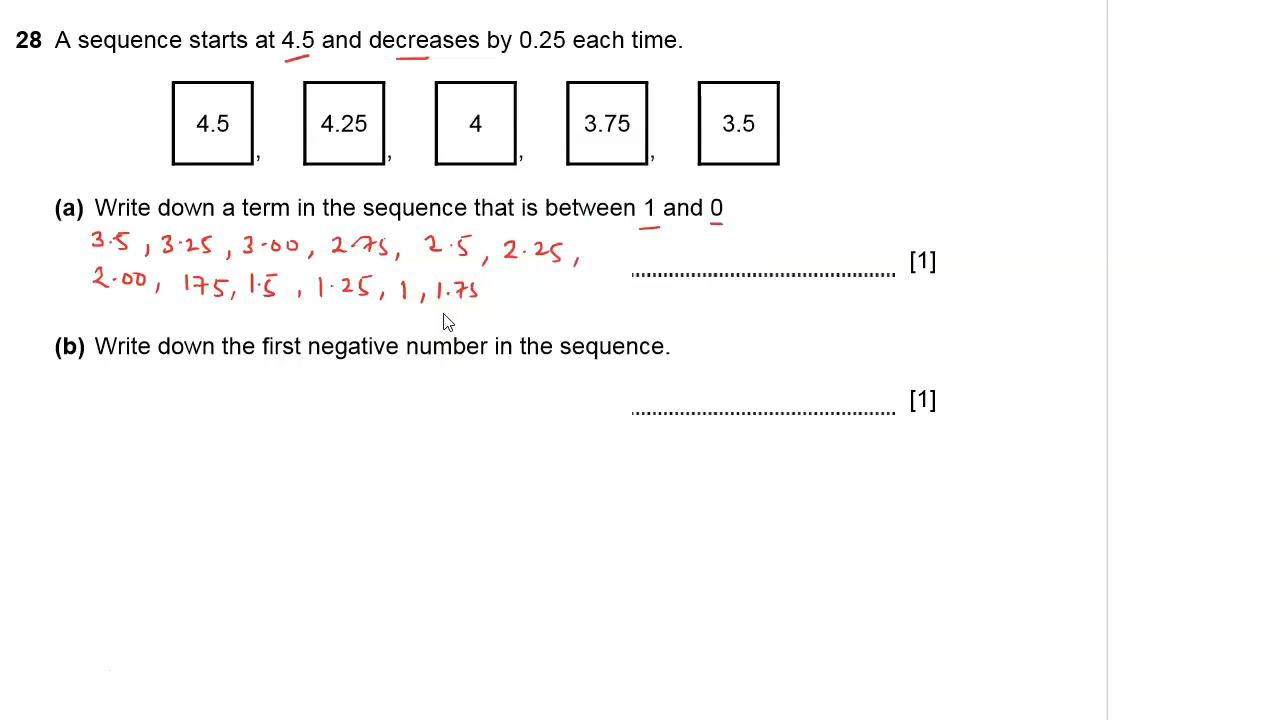 28 A sequence starts at 4.5 and decreases by 0.25 each time.
4.5 , 4.25 , 4 , 3.75 , 3.5
(a) Write down a term in the sequence that is between 1 and 0
3.5 , 3.25 , 3.00 , 2.75 , 2.5 , 2.25 ,
.................................................. [1]
2.00 , 175 , 1.5 , 1.25 , 1 , 1.75
(b) Write down the first negative number in the sequence.
.................................................. [1]